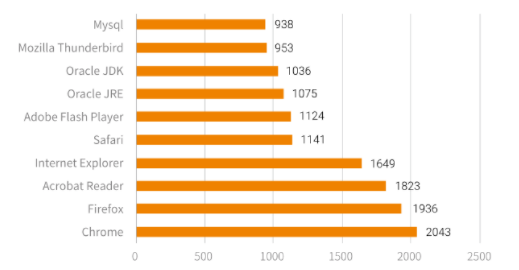 Mysql 938
Mozilla Thunderbird 953
Oracle JDK 1036
Oracle JRE 1075
Adobe Flash Player 1124
Safari 1141
Internet Explorer 1649
Acrobat Reader 1823
Firefox 1936
Chrome 2043
0 500 1000 1500 2000 2500